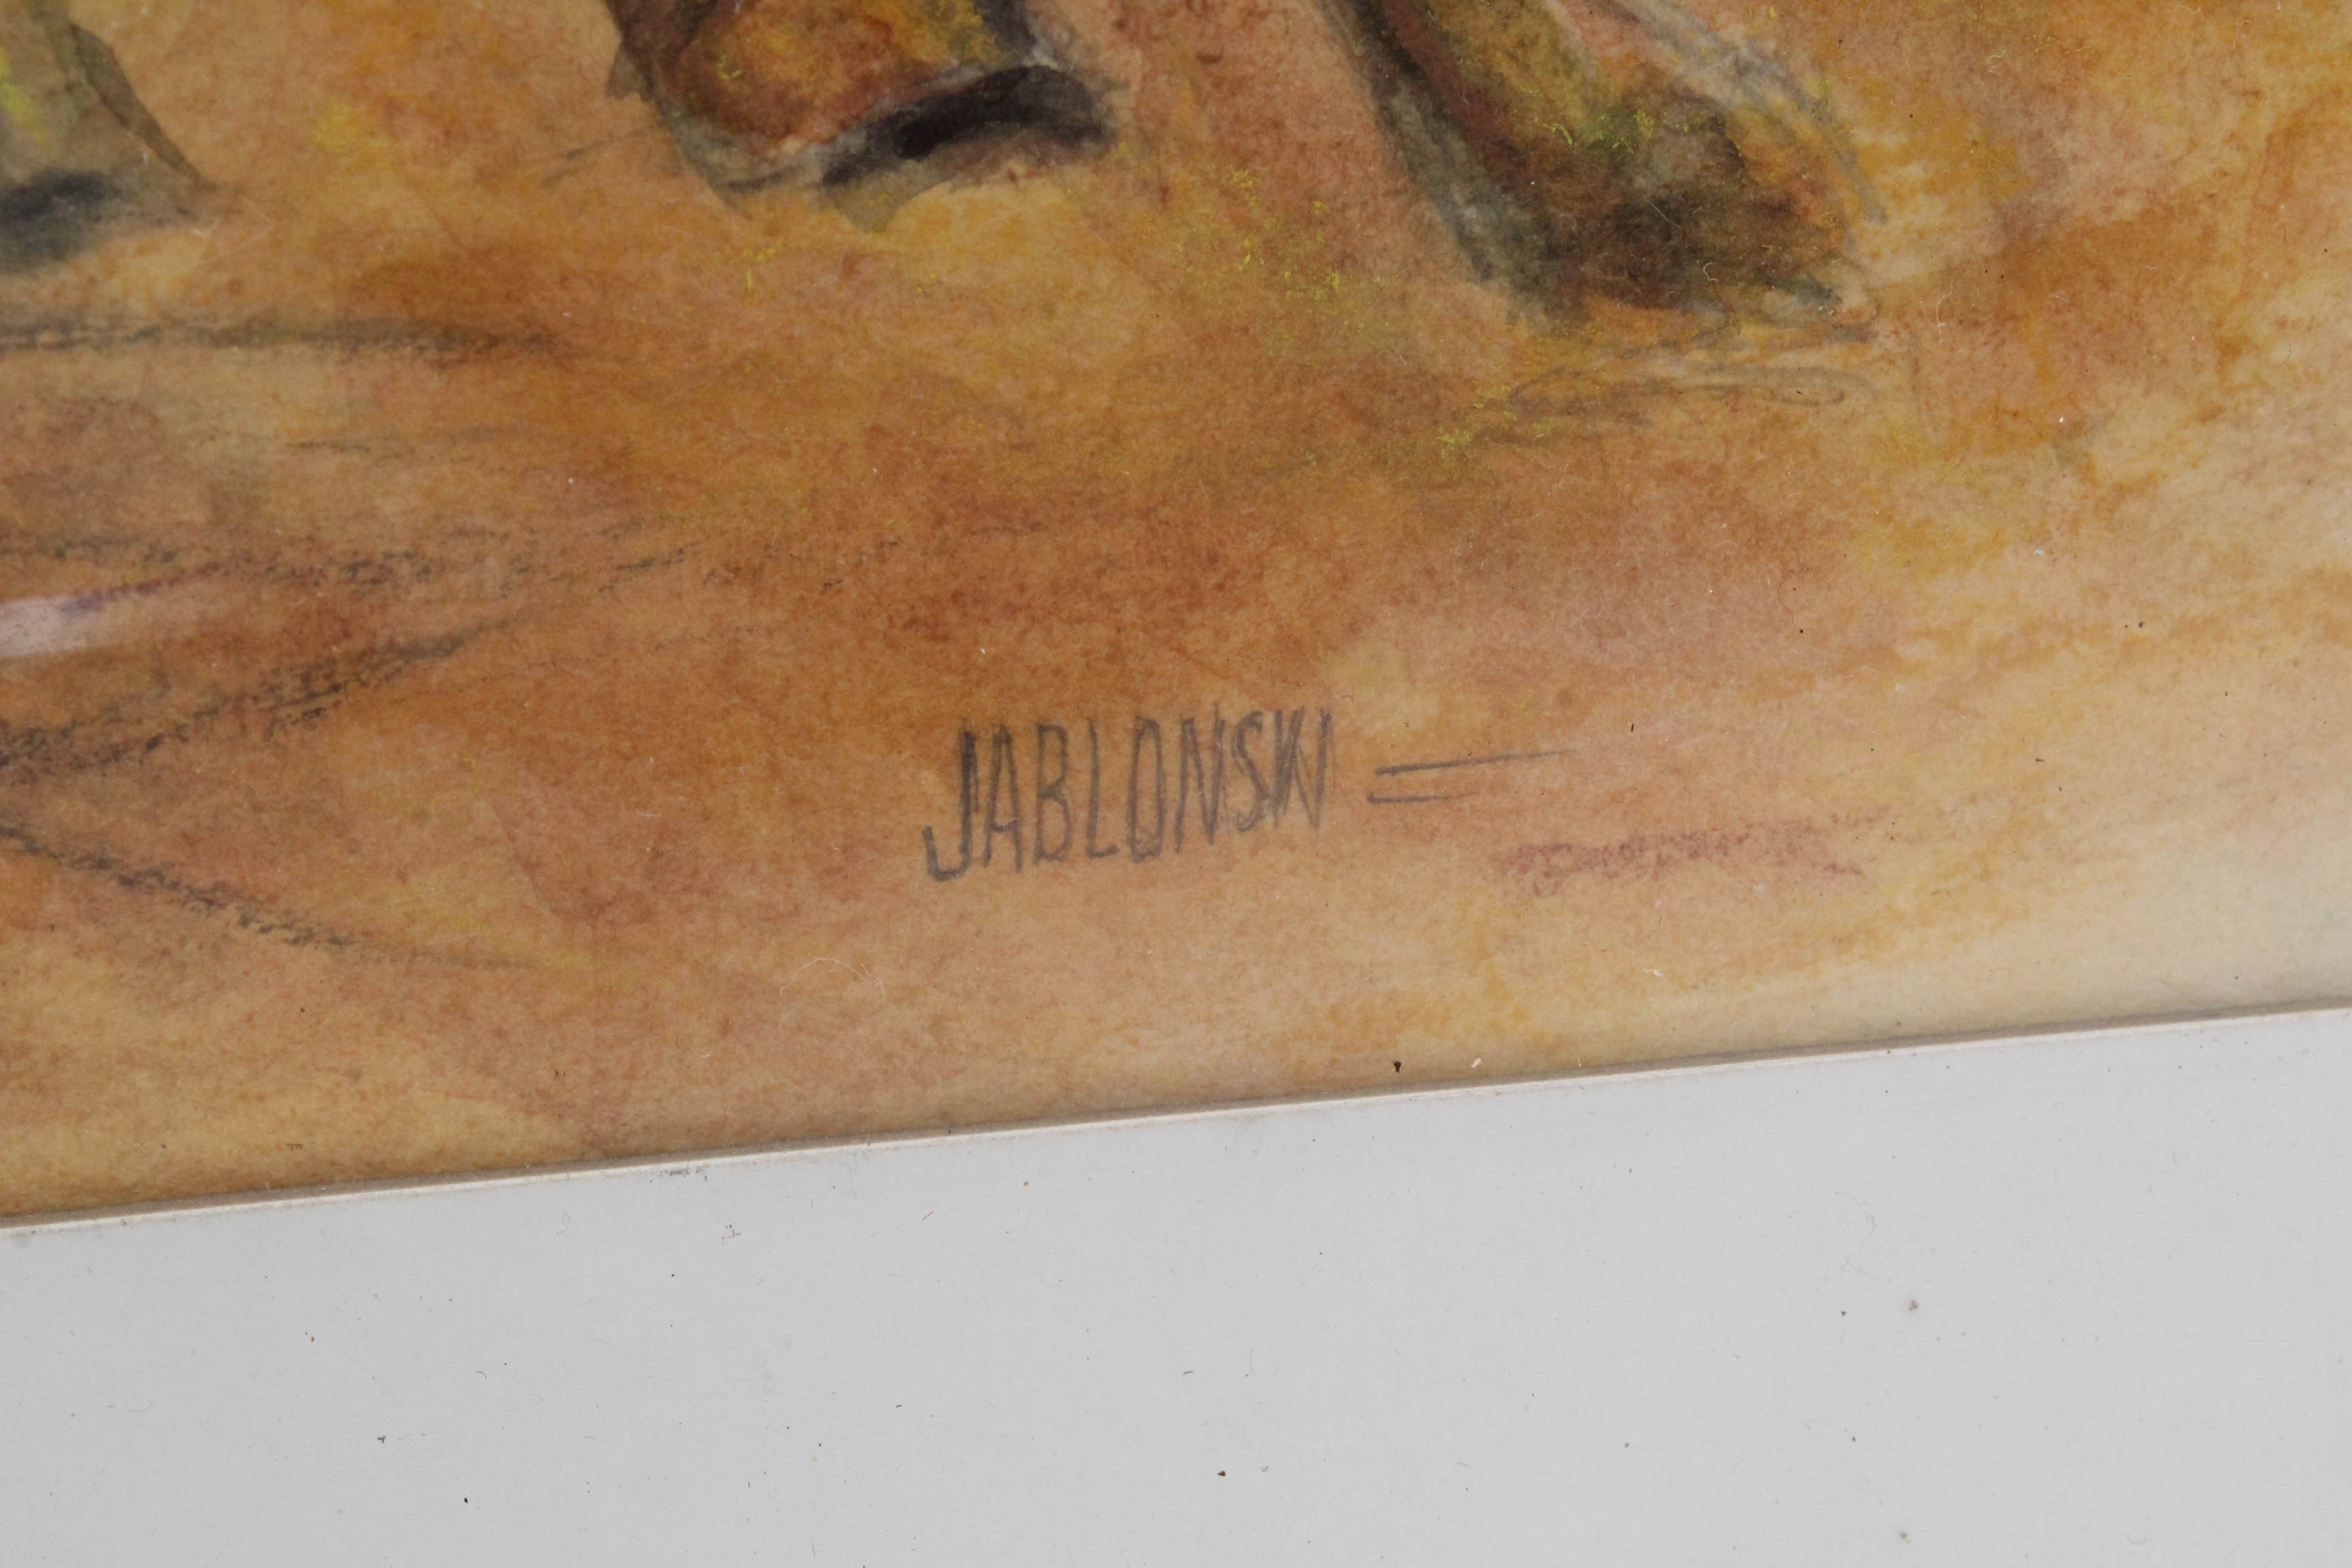 JABLONSKI =